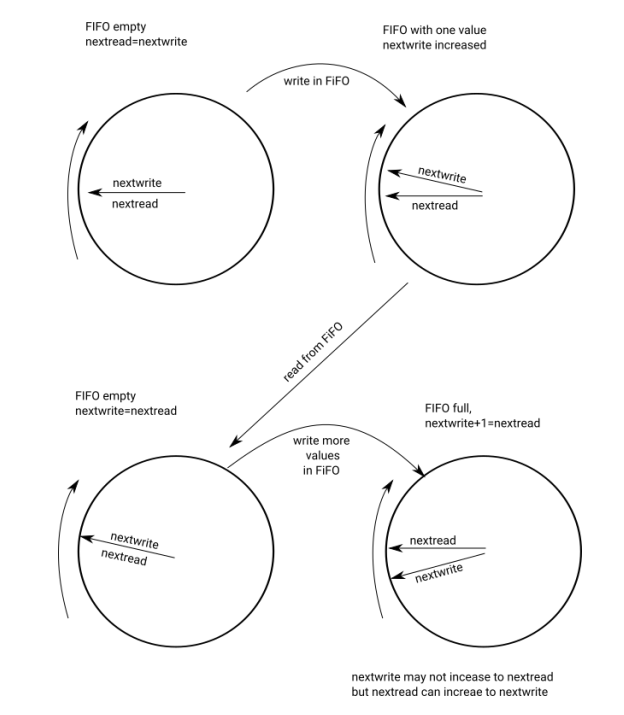 FIFO empty
nextread=nextwrite
FIFO with one value
nextwrite increased
write in FiFO
nextwrite
nextread
nextwrite
nextread
read from FiFO
FIFO empty
nextwrite=nextread
FIFO full,
nextwrite+1=nextread
write more
values
in FiFO
nextwrite
nextread
nextread
nextwrite
nextwrite may not incease to nextread
but nextread can increae to nextwrite